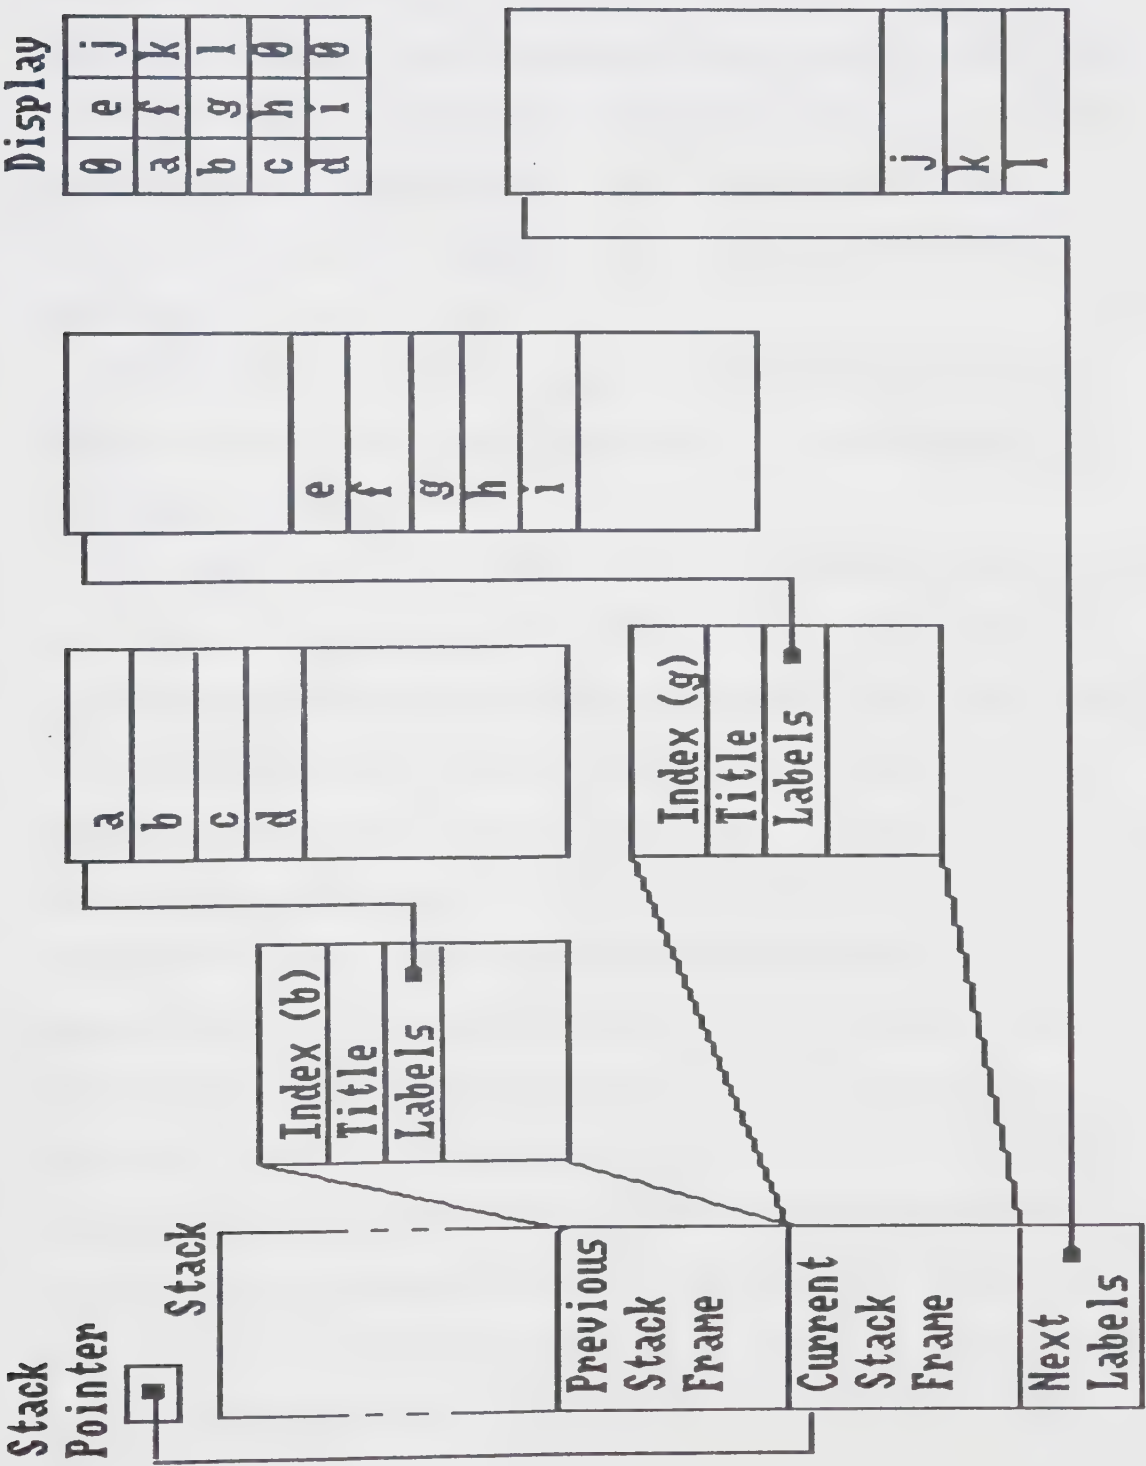 Stack
Pointer
Stack
Previous
Stack
Frame
Current
Stack
Frame
Next
Labels
Index (b)
Title
Labels
a
b
c
d
Index (g)
Title
Labels
e
f
g
h
i
Display
0 e j
a f k
b g l
c h 0
d i 0
j
k
l